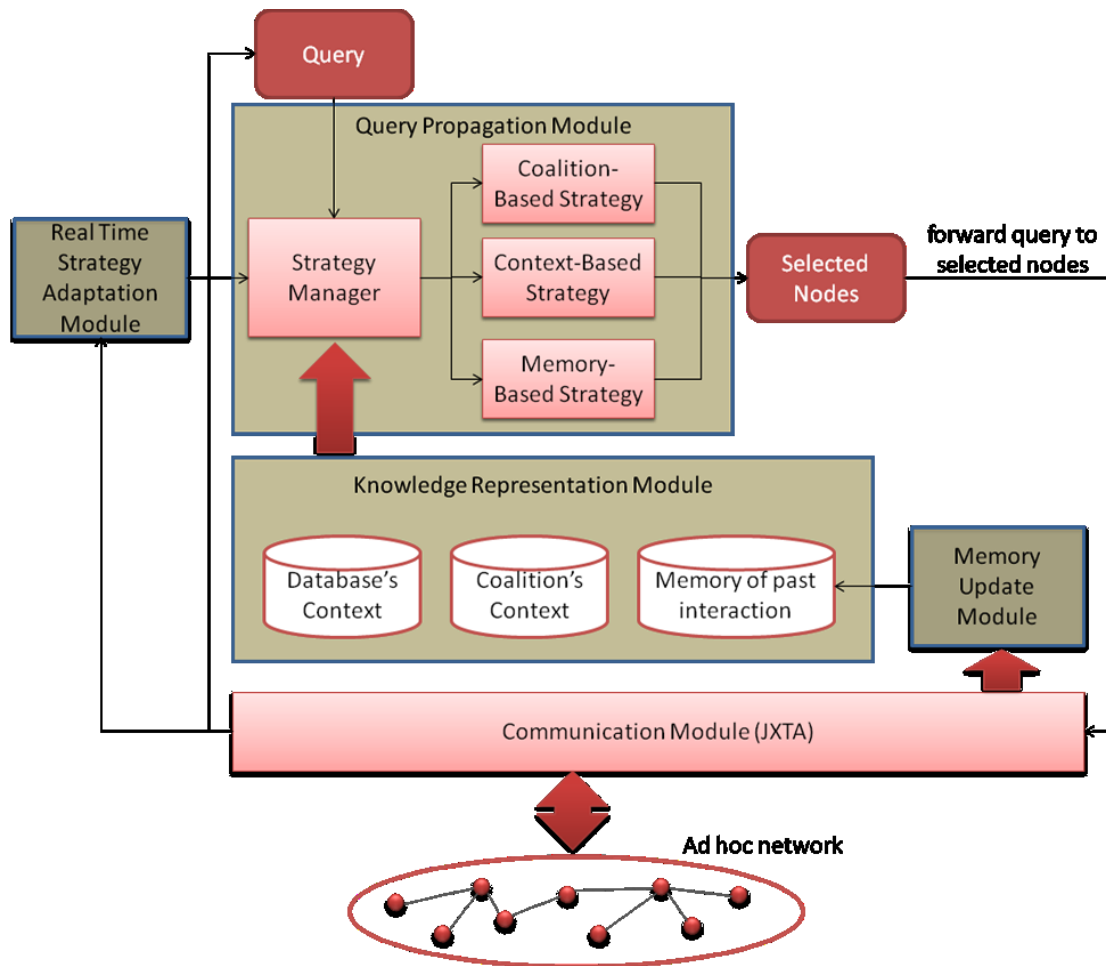 Query
Query Propagation Module
Coalition-
Based Strategy
Real Time
Strategy
Adaptation
Module
Strategy
Manager
Context-Based
Strategy
Memory-
Based Strategy
Selected
Nodes
forward query to
selected nodes
Knowledge Representation Module
Database's
Context
Coalition's
Context
Memory of past
interaction
Memory
Update
Module
Communication Module (JXTA)
Ad hoc network